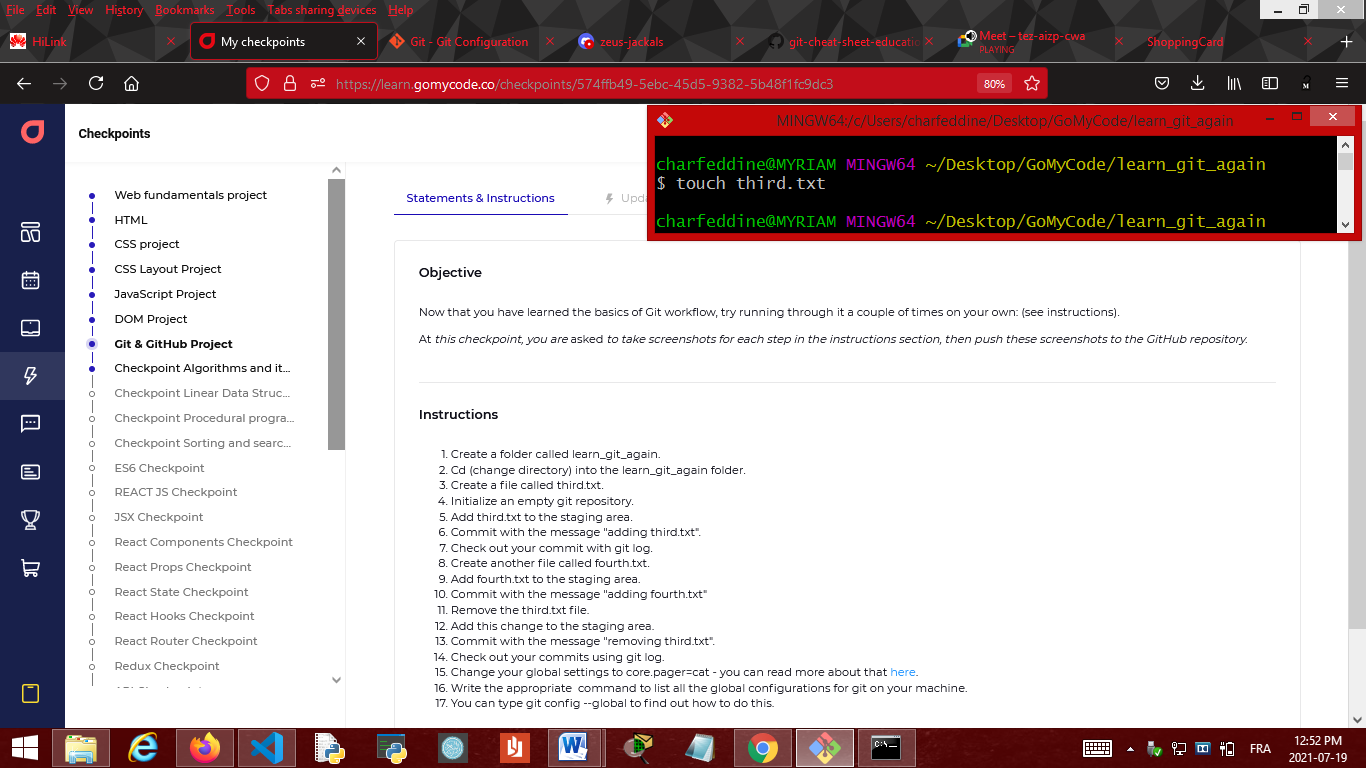 File Edit View History Bookmarks Tools Tabs sharing devices Help
HiLink
My checkpoints
Git - Git Configuration
zeus-jackals
git-cheat-sheet-educatio
Meet – tez-aizp-cwa
PLAYING
ShoppingCard
https://learn.gomycode.co/checkpoints/574ffb49-5ebc-45d5-9382-5b48f1fc9dc3
80%
Checkpoints
MINGW64:/c/Users/charfeddine/Desktop/GoMyCode/learn_git_again
charfeddine@MYRIAM MINGW64 ~/Desktop/GoMyCode/learn_git_again
$ touch third.txt
charfeddine@MYRIAM MINGW64 ~/Desktop/GoMyCode/learn_git_again
Web fundamentals project
HTML
CSS project
CSS Layout Project
JavaScript Project
DOM Project
Git & GitHub Project
Checkpoint Algorithms and it...
Checkpoint Linear Data Struc...
Checkpoint Procedural progra...
Checkpoint Sorting and searc...
ES6 Checkpoint
REACT JS Checkpoint
JSX Checkpoint
React Components Checkpoint
React Props Checkpoint
React State Checkpoint
React Hooks Checkpoint
React Router Checkpoint
Redux Checkpoint
Statements & Instructions
Objective
Now that you have learned the basics of Git workflow, try running through it a couple of times on your own: (see instructions).
At this checkpoint, you are asked to take screenshots for each step in the instructions section, then push these screenshots to the GitHub repository.
Instructions
1. Create a folder called learn_git_again.
2. Cd (change directory) into the learn_git_again folder.
3. Create a file called third.txt.
4. Initialize an empty git repository.
5. Add third.txt to the staging area.
6. Commit with the message "adding third.txt".
7. Check out your commit with git log.
8. Create another file called fourth.txt.
9. Add fourth.txt to the staging area.
10. Commit with the message "adding fourth.txt"
11. Remove the third.txt file.
12. Add this change to the staging area.
13. Commit with the message "removing third.txt".
14. Check out your commits using git log.
15. Change your global settings to core.pager=cat - you can read more about that here.
16. Write the appropriate command to list all the global configurations for git on your machine.
17. You can type git config --global to find out how to do this.
FRA
12:52 PM
2021-07-19